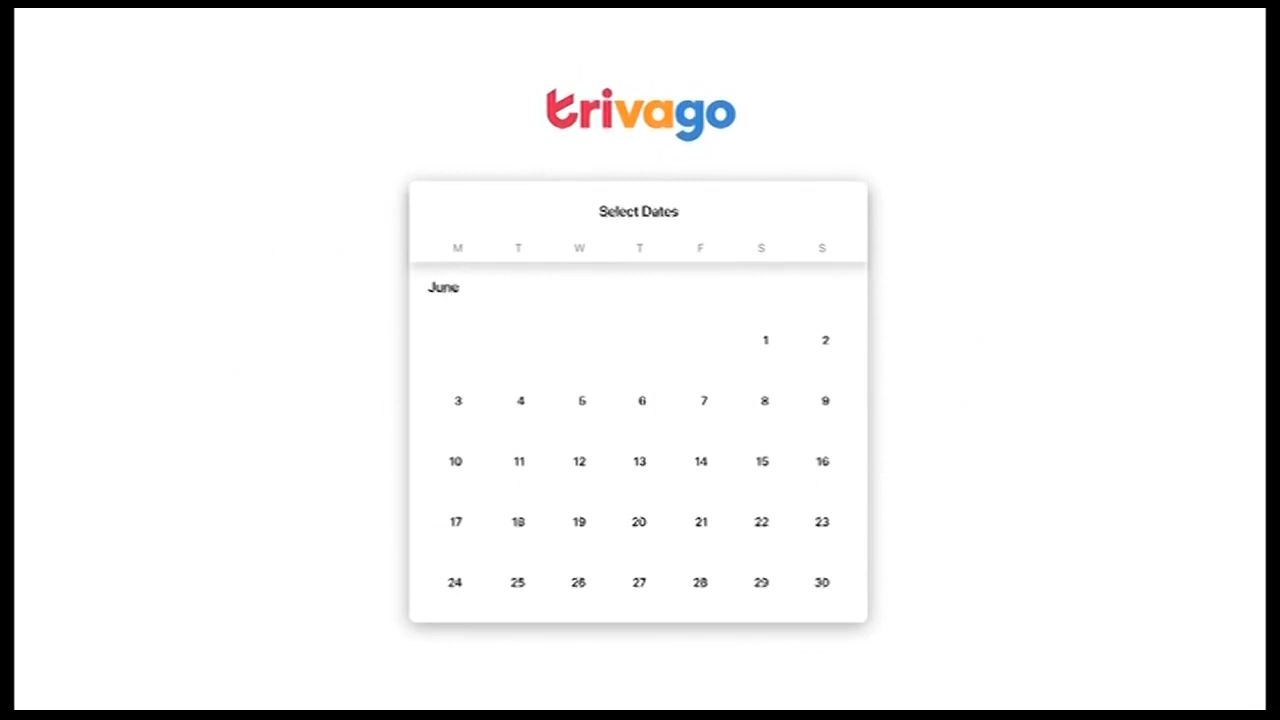 trivago
Select Dates
M T W T F S S
June
1 2
3 4 5 6 7 8 9
10 11 12 13 14 15 16
17 18 19 20 21 22 23
24 25 26 27 28 29 30